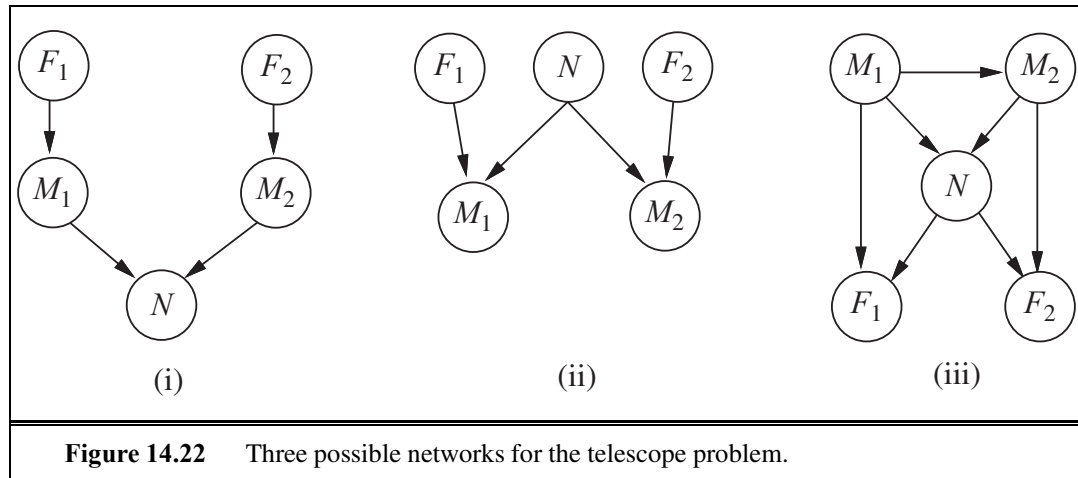 F1 F2 F1 N F2 M1 M2
M1 M2 N
M1 M2
N F1 F2
(i) (ii) (iii)
Figure 14.22 Three possible networks for the telescope problem.